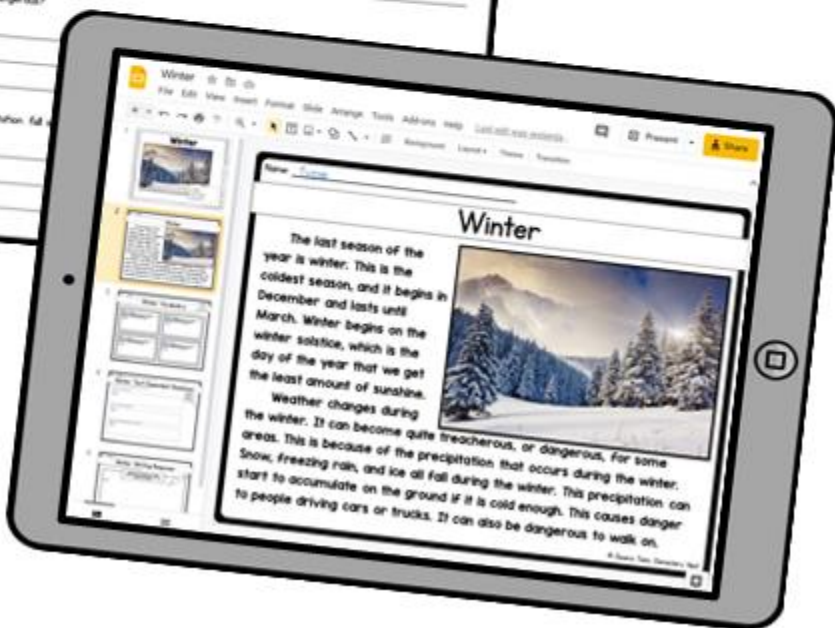 Winter
File Edit View Insert Format Slide Arrange Tools Add-ons Help
Present
Share
Background Layout Theme Transition
Winter
Name:
Winter
The last season of the
year is winter. This is the
coldest season, and it begins in
December and lasts until
March. Winter begins on the
winter solstice, which is the
day of the year that we get
the least amount of sunshine.
Weather changes during
the winter. It can become quite treacherous, or dangerous, for some
areas. This is because of the precipitation that occurs during the winter.
Snow, freezing rain, and ice all fall during the winter. This precipitation can
start to accumulate on the ground if it is cold enough. This causes danger
to people driving cars or trucks. It can also be dangerous to walk on.